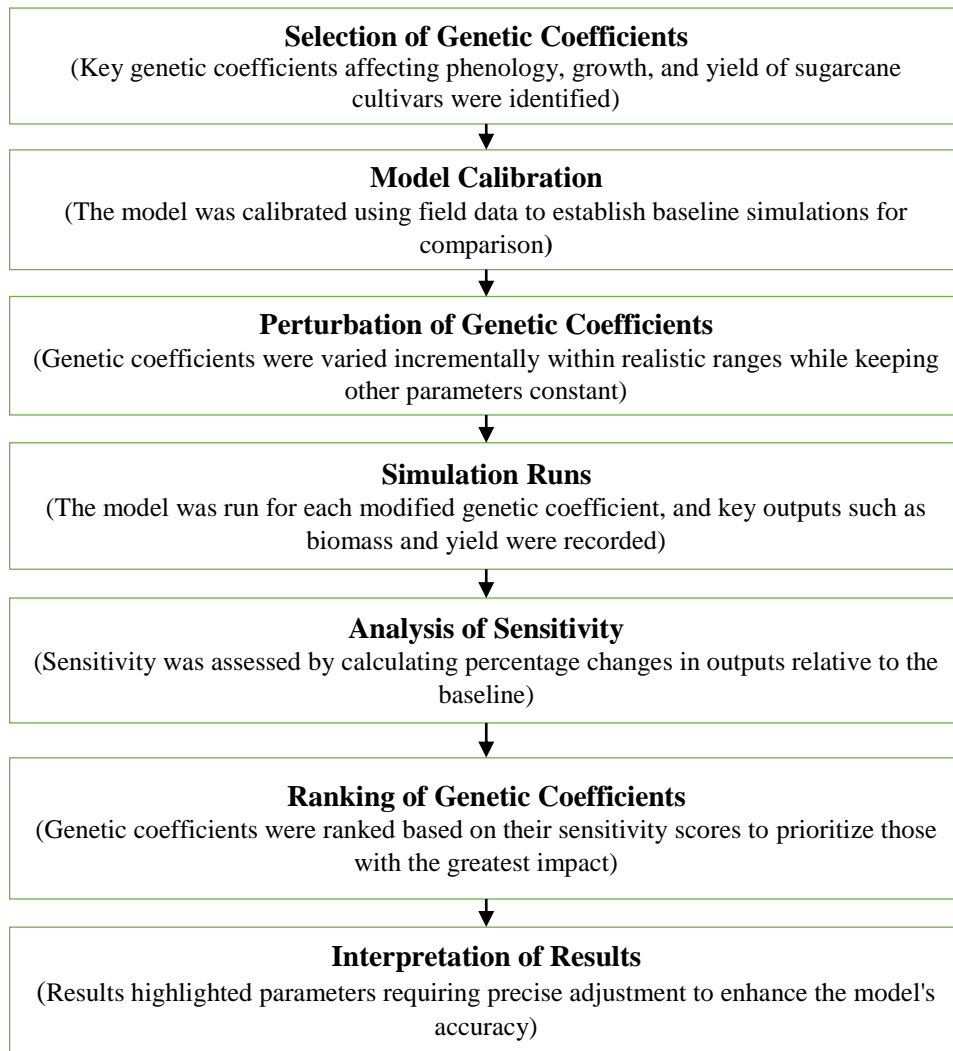 Selection of Genetic Coefficients
(Key genetic coefficients affecting phenology, growth, and yield of sugarcane
cultivars were identified)
Model Calibration
(The model was calibrated using field data to establish baseline simulations for
comparison)
Perturbation of Genetic Coefficients
(Genetic coefficients were varied incrementally within realistic ranges while keeping
other parameters constant)
Simulation Runs
(The model was run for each modified genetic coefficient, and key outputs such as
biomass and yield were recorded)
Analysis of Sensitivity
(Sensitivity was assessed by calculating percentage changes in outputs relative to the
baseline)
Ranking of Genetic Coefficients
(Genetic coefficients were ranked based on their sensitivity scores to prioritize those
with the greatest impact)
Interpretation of Results
(Results highlighted parameters requiring precise adjustment to enhance the model's
accuracy)